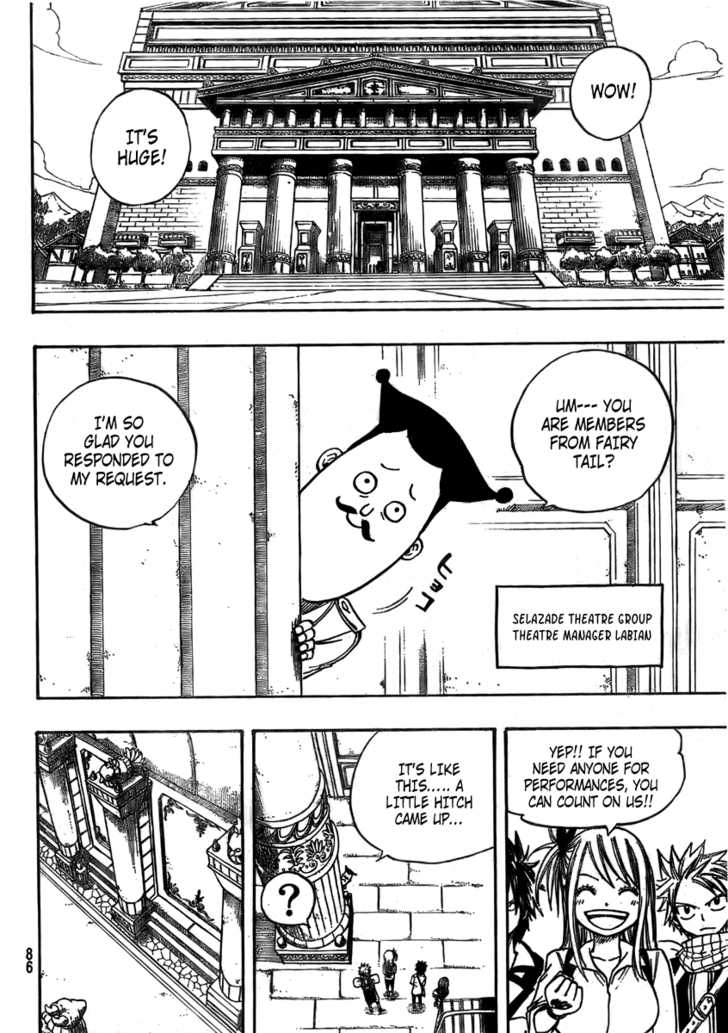 WOW!
IT'S
HUGE!
UM--- YOU
ARE MEMBERS
FROM FAIRY
TAIL?
I'M SO
GLAD YOU
RESPONDED TO
MY REQUEST.
SELAZADE THEATRE GROUP
THEATRE MANAGER LABIAN
YEP!! IF YOU
NEED ANYONE FOR
PERFORMANCES, YOU
CAN COUNT ON US!!
IT'S LIKE
THIS..... A
LITTLE HITCH
CAME UP...
?
86